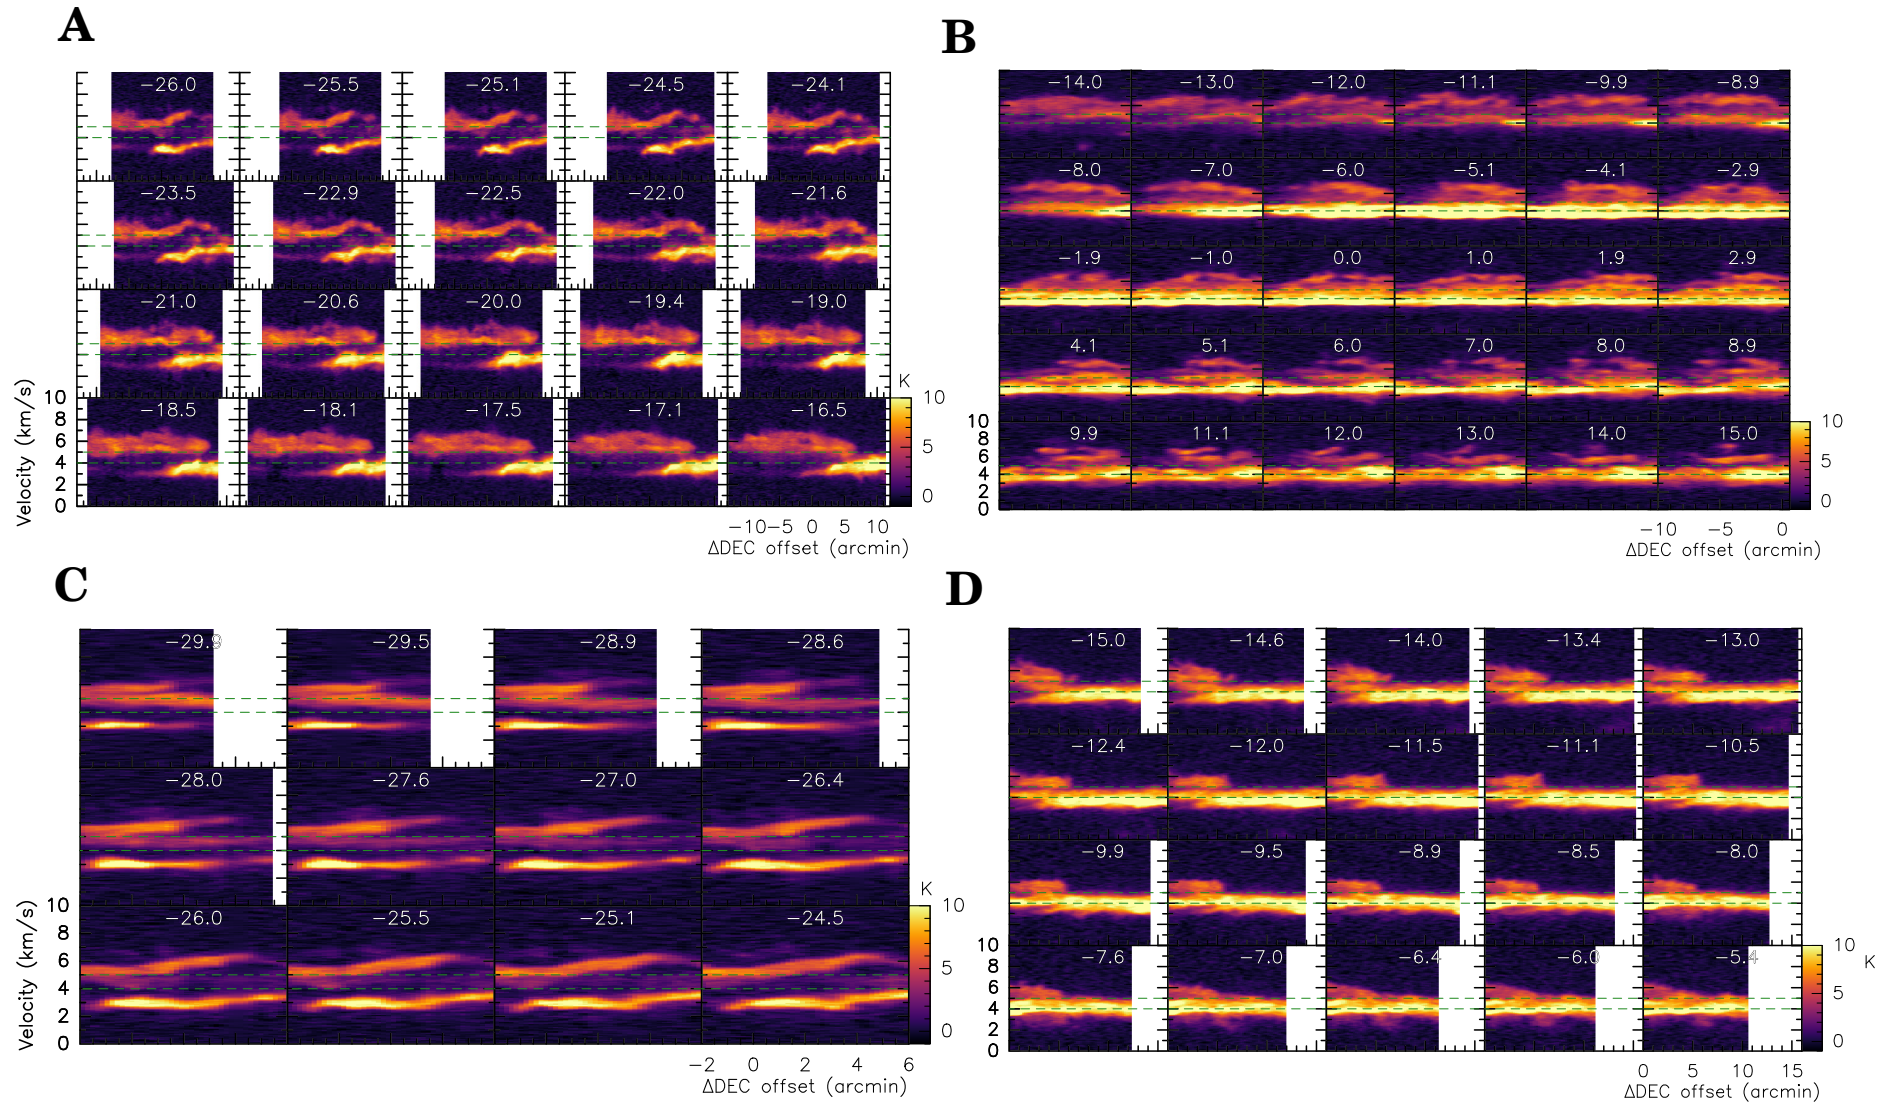 A
−26.0 −25.5 −25.1 −24.5 −24.1
−23.5 −22.9 −22.5 −22.0 −21.6
−21.0 −20.6 −20.0 −19.4 −19.0
−18.5 −18.1 −17.5 −17.1 −16.5
Velocity (km/s)
10
8
6
4
2
0
K
10
5
0
−10 −5 0 5 10
ΔDEC offset (arcmin)
B
−14.0 −13.0 −12.0 −11.1 −9.9 −8.9
−8.0 −7.0 −6.0 −5.1 −4.1 −2.9
−1.9 −1.0 0.0 1.0 1.9 2.9
4.1 5.1 6.0 7.0 8.0 8.9
9.9 11.1 12.0 13.0 14.0 15.0
10
8
6
4
2
0
10
5
0
−10 −5 0
ΔDEC offset (arcmin)
C
−29.9 −29.5 −28.9 −28.6
−28.0 −27.6 −27.0 −26.4
−26.0 −25.5 −25.1 −24.5
Velocity (km/s)
10
8
6
4
2
0
K
10
5
0
−2 0 2 4 6
ΔDEC offset (arcmin)
D
−15.0 −14.6 −14.0 −13.4 −13.0
−12.4 −12.0 −11.5 −11.1 −10.5
−9.9 −9.5 −8.9 −8.5 −8.0
−7.6 −7.0 −6.4 −6.0 −5.4
10
8
6
4
2
0
10
K
5
0
0 5 10 15
ΔDEC offset (arcmin)